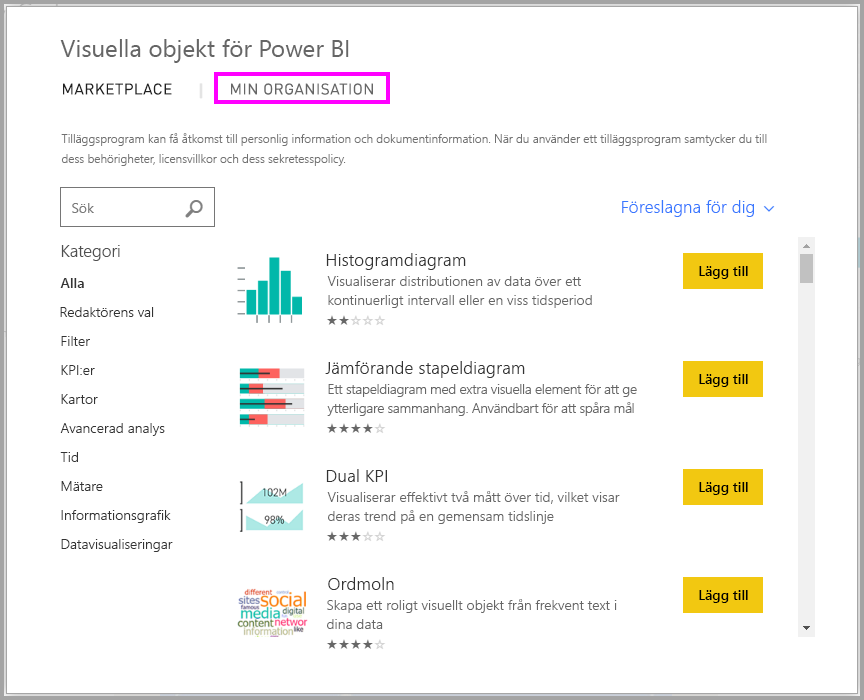 Visuella objekt för Power BI
MARKETPLACE | MIN ORGANISATION
Tilläggsprogram kan få åtkomst till personlig information och dokumentinformation. När du använder ett tilläggsprogram samtycker du till
dess behörigheter, licensvillkor och dess sekretesspolicy.
Sök
Föreslagna för dig
Kategori
Alla
Redaktörens val
Filter
KPI:er
Kartor
Avancerad analys
Tid
Mätare
Informationsgrafik
Datavisualiseringar
Histogramdiagram
Visualiserar distributionen av data över ett
kontinuerligt intervall eller en viss tidsperiod
Lägg till
Jämförande stapeldiagram
Ett stapeldiagram med extra visuella element för att ge
ytterligare sammanhang. Användbart för att spåra mål
Lägg till
102M
98%
Dual KPI
Visualiserar effektivt två mått över tid, vilket visar
deras trend på en gemensam tidslinje
Lägg till
different
sites social
famous
media digital
content networ
information like
Ordmoln
Skapa ett roligt visuellt objekt från frekvent text i
dina data
Lägg till